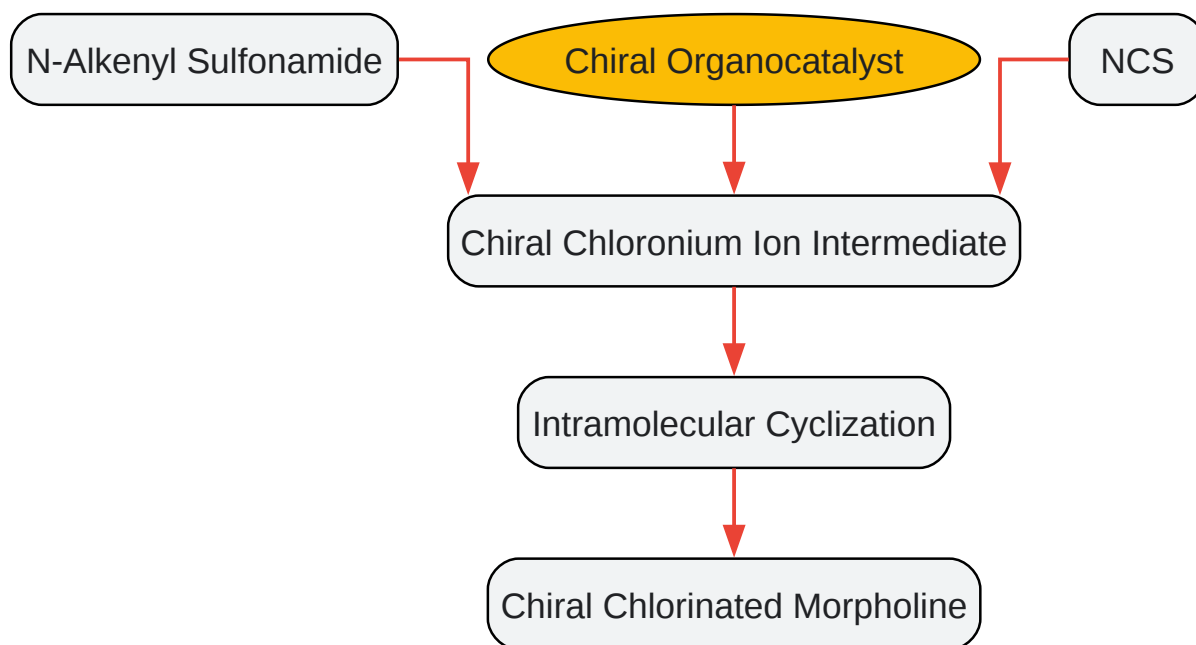 N-Alkenyl Sulfonamide
Chiral Organocatalyst
NCS
Chiral Chloronium Ion Intermediate
Intramolecular Cyclization
Chiral Chlorinated Morpholine